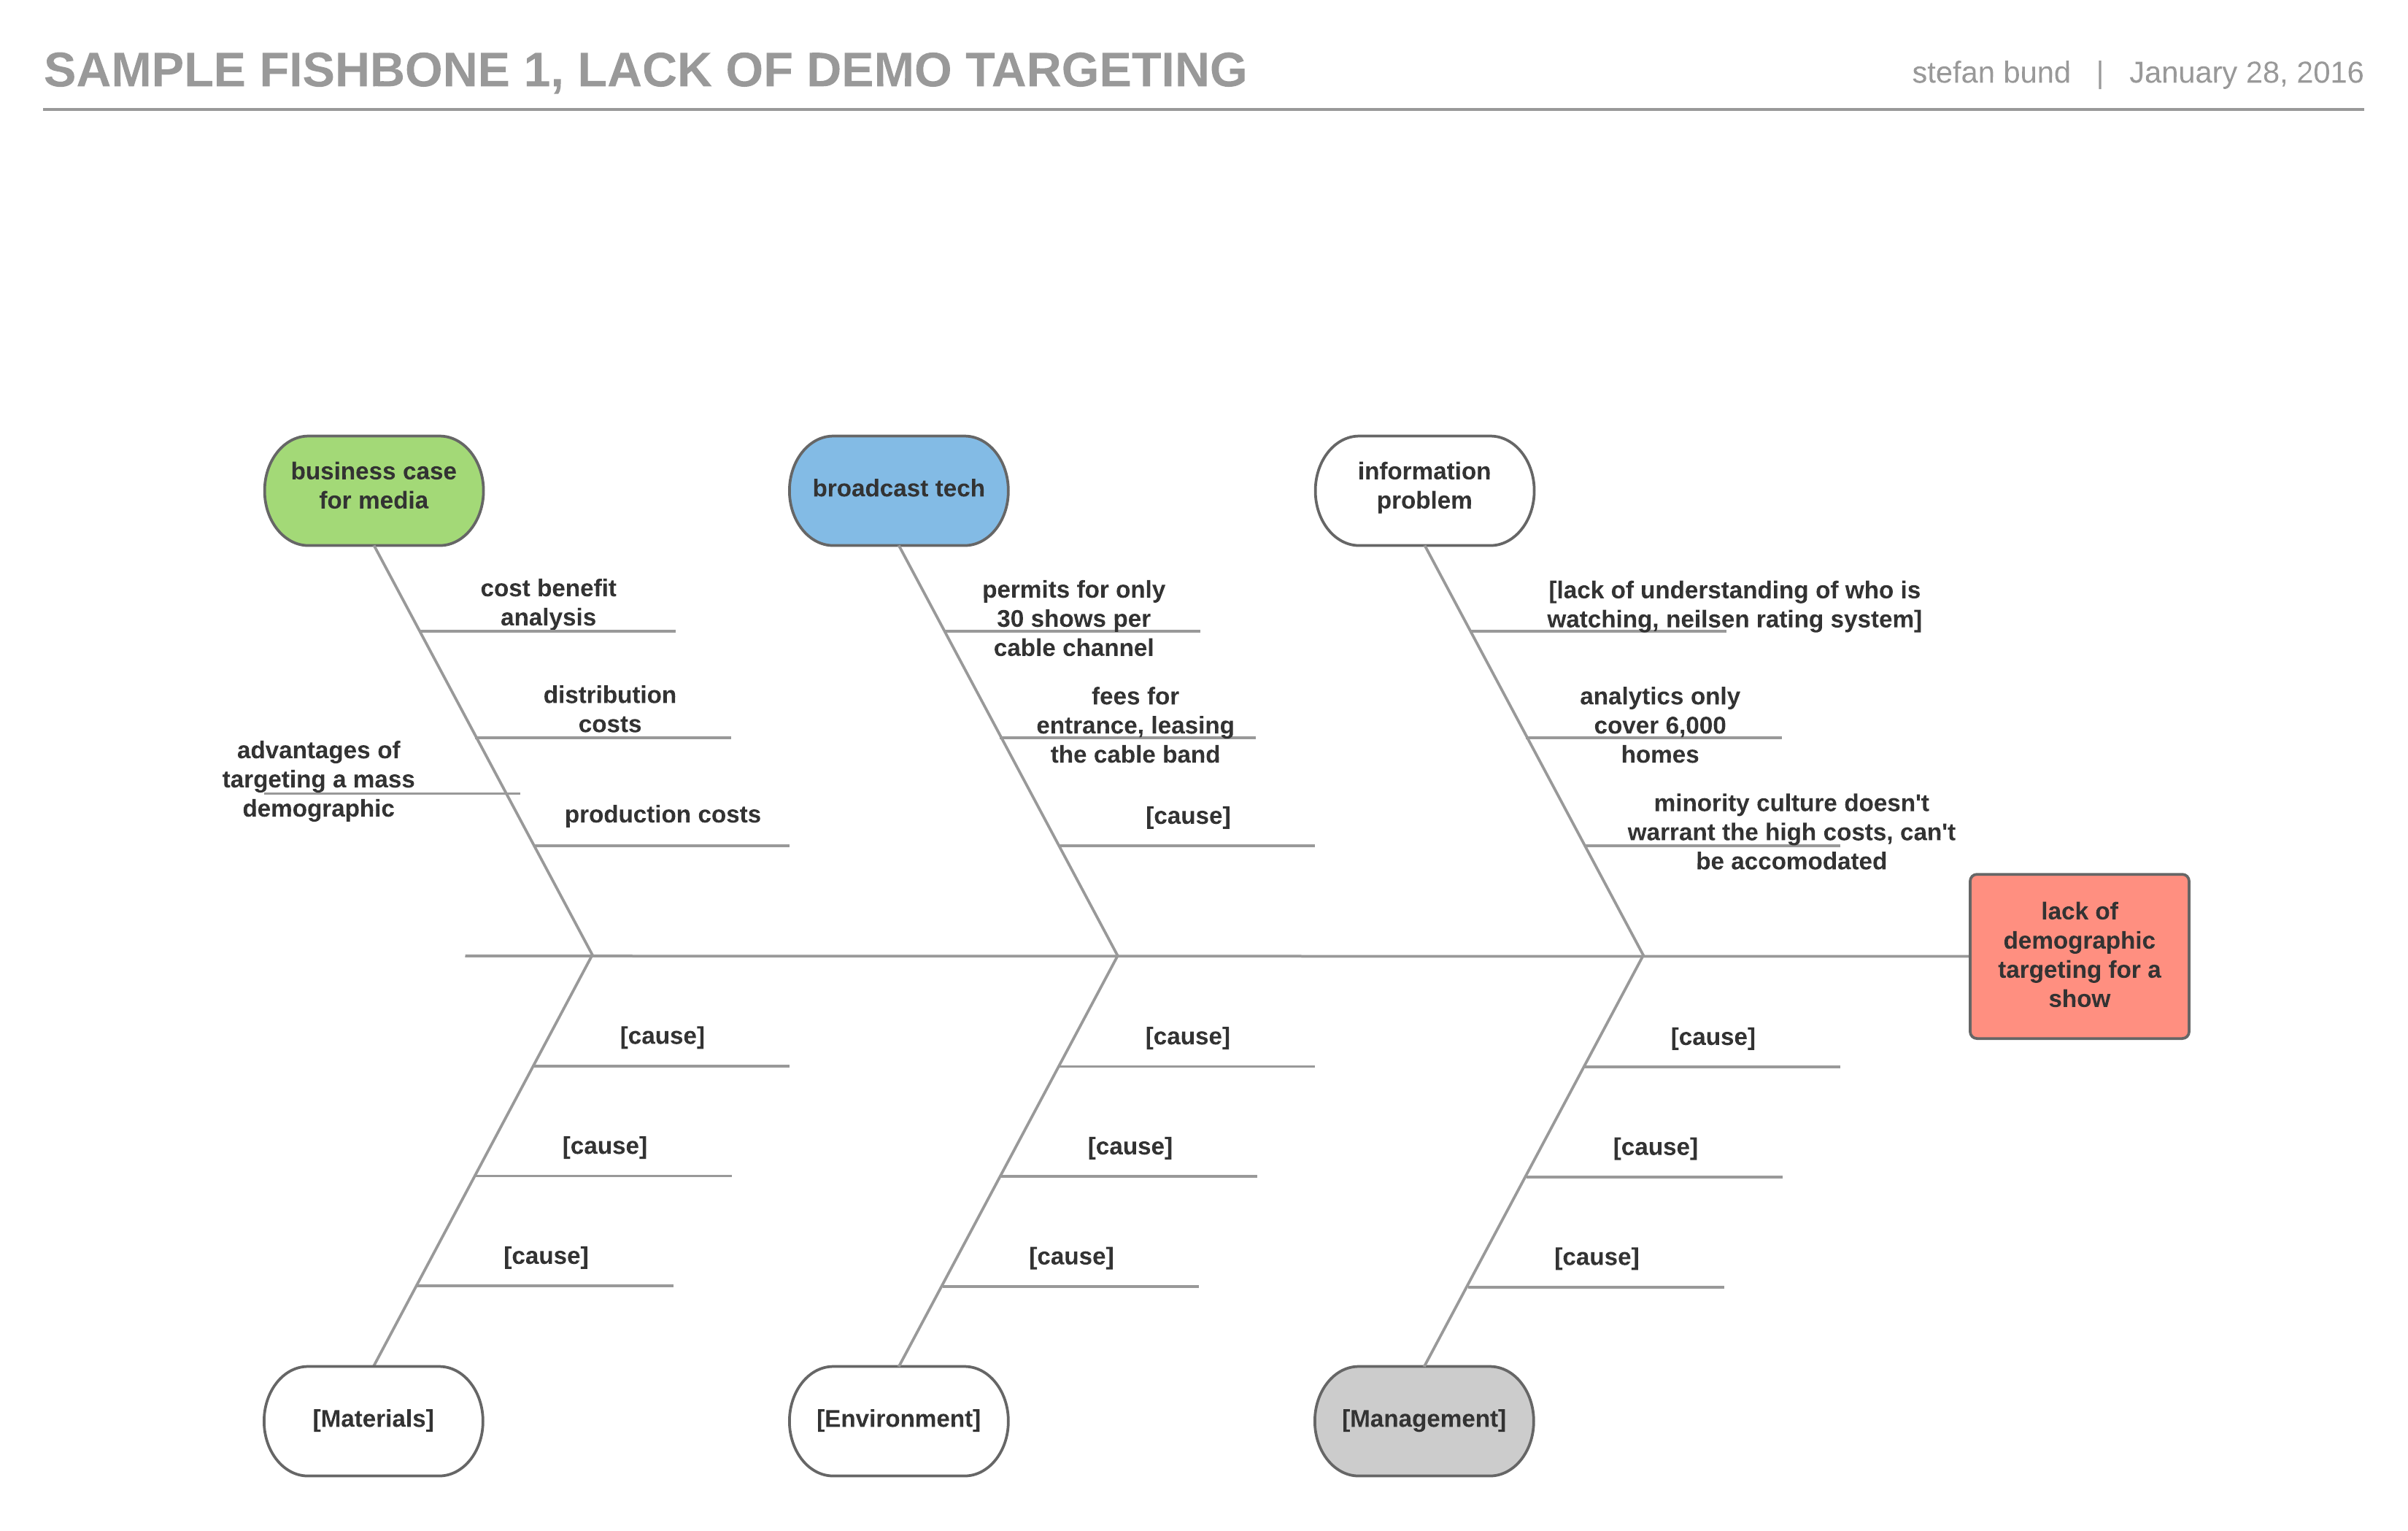 SAMPLE FISHBONE 1, LACK OF DEMO TARGETING
stefan bund | January 28, 2016
business case
for media
broadcast tech
information
problem
cost benefit
analysis
permits for only
30 shows per
cable channel
[lack of understanding of who is
watching, neilsen rating system]
distribution
costs
fees for
entrance, leasing
the cable band
analytics only
cover 6,000
homes
advantages of
targeting a mass
demographic
production costs
[cause]
minority culture doesn't
warrant the high costs, can't
be accomodated
lack of
demographic
targeting for a
show
[cause]
[cause]
[cause]
[cause]
[cause]
[cause]
[cause]
[cause]
[cause]
[Materials]
[Environment]
[Management]